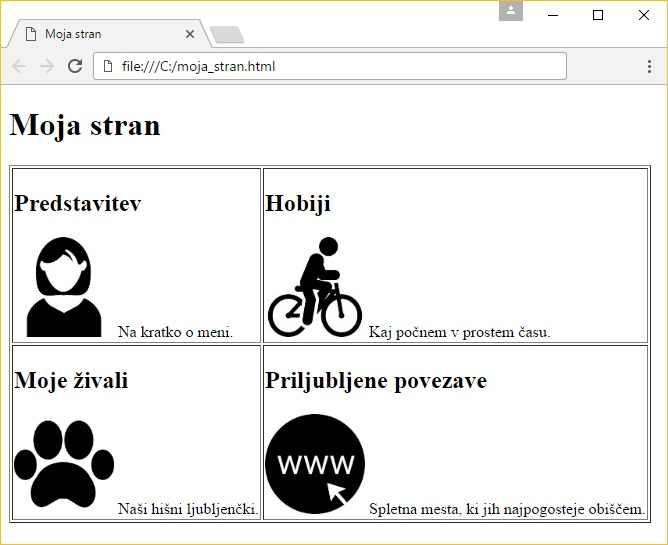 Moja stran
file:///C:/moja_stran.html
Moja stran
Predstavitev
Na kratko o meni.
Hobiji
Kaj počnem v prostem času.
Moje živali
Naši hišni ljubljenčki.
Priljubljene povezave
www
Spletna mesta, ki jih najpogosteje obiščem.